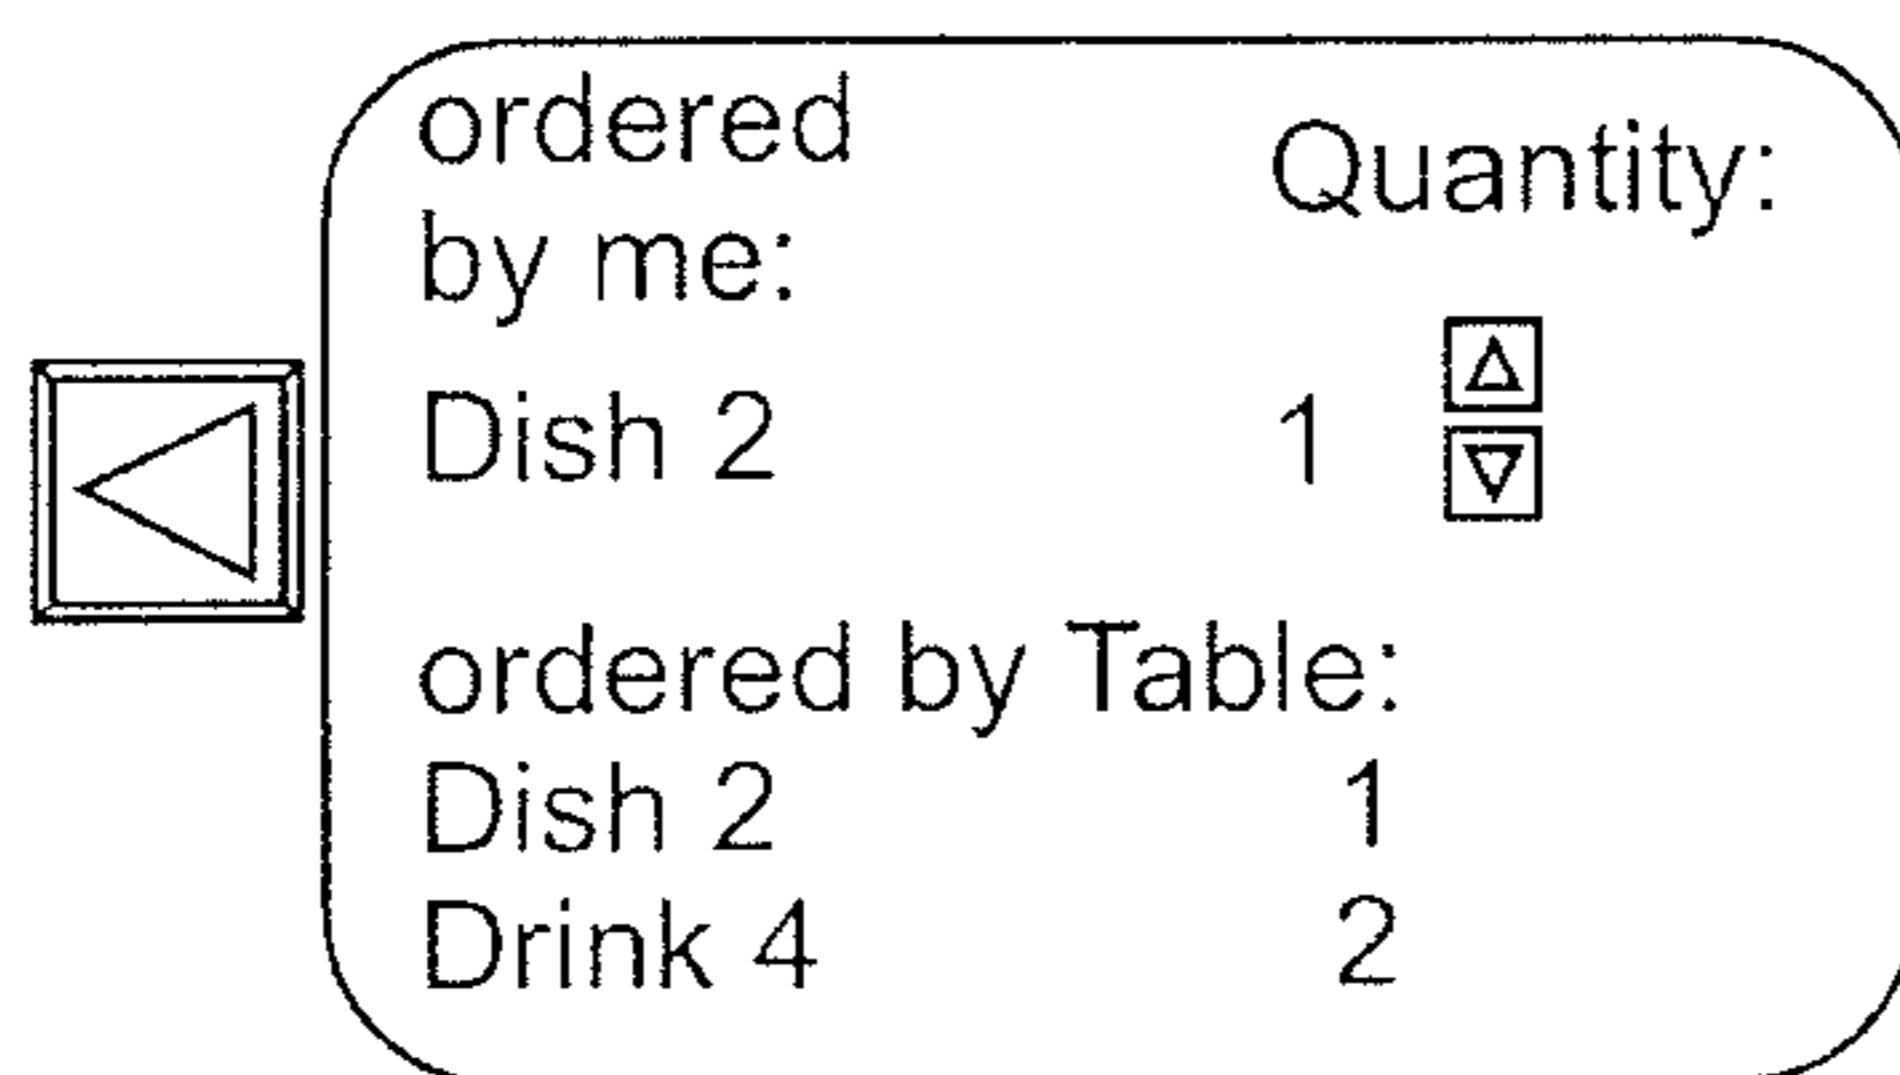 ordered
by me:
Quantity:
Dish 2 1
ordered by Table:
Dish 2 1
Drink 4 2